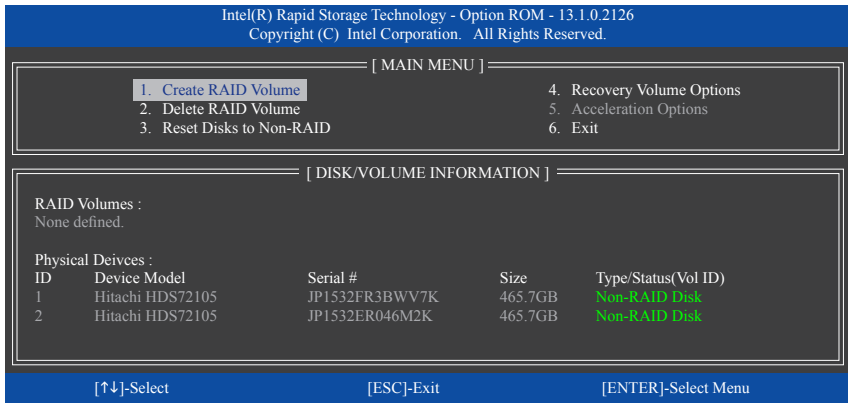 Intel(R) Rapid Storage Technology - Option ROM - 13.1.0.2126
Copyright (C) Intel Corporation. All Rights Reserved.
[ MAIN MENU ]
1. Create RAID Volume
2. Delete RAID Volume
3. Reset Disks to Non-RAID
4. Recovery Volume Options
5. Acceleration Options
6. Exit
[ DISK/VOLUME INFORMATION ]
RAID Volumes :
None defined.
Physical Deivces :
ID Device Model Serial # Size Type/Status(Vol ID)
1 Hitachi HDS72105 JP1532FR3BWV7K 465.7GB Non-RAID Disk
2 Hitachi HDS72105 JP1532ER046M2K 465.7GB Non-RAID Disk
[↑↓]-Select [ESC]-Exit [ENTER]-Select Menu